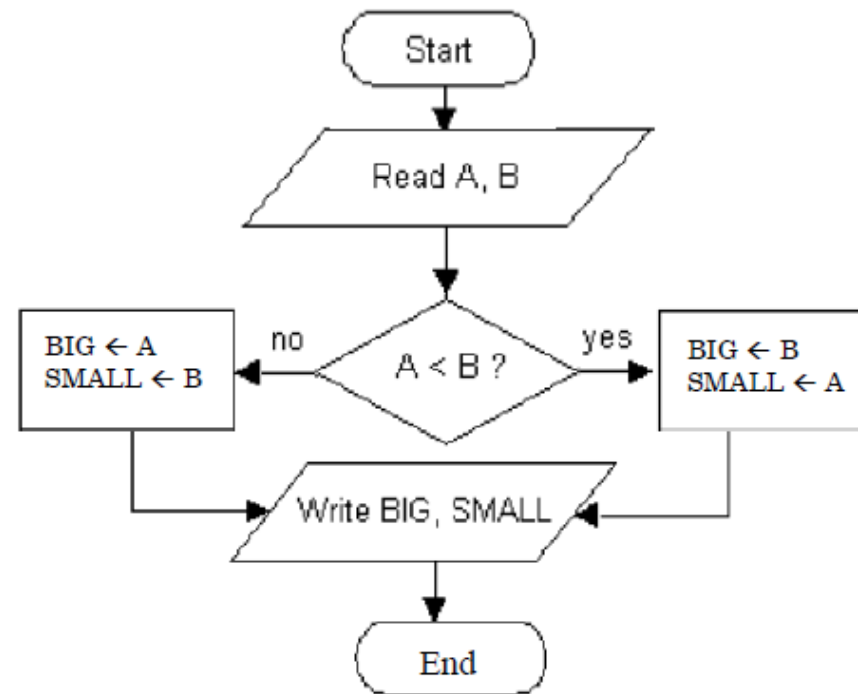 Start
Read A, B
A < B ?
no
yes
BIG ← A
SMALL ← B
BIG ← B
SMALL ← A
Write BIG, SMALL
End